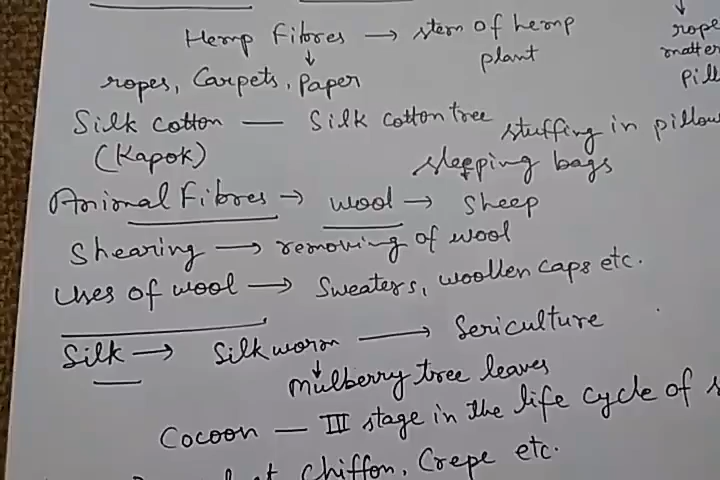 Hemp Fibres → stem of hemp
plant
↓
ropes, Carpets, Paper
rope
matter
pill
Silk cotton — Silk cotton tree stuffing in pillow
(Kapok) sleeping bags
Animal Fibres → wool → Sheep
Shearing → removing of wool
Uses of wool → Sweaters, woollen caps etc.
Silk → Silk worm → Sericulture
↓
mulberry tree leaves
Cocoon — III stage in the life cycle of s
Chiffon, Crepe etc.